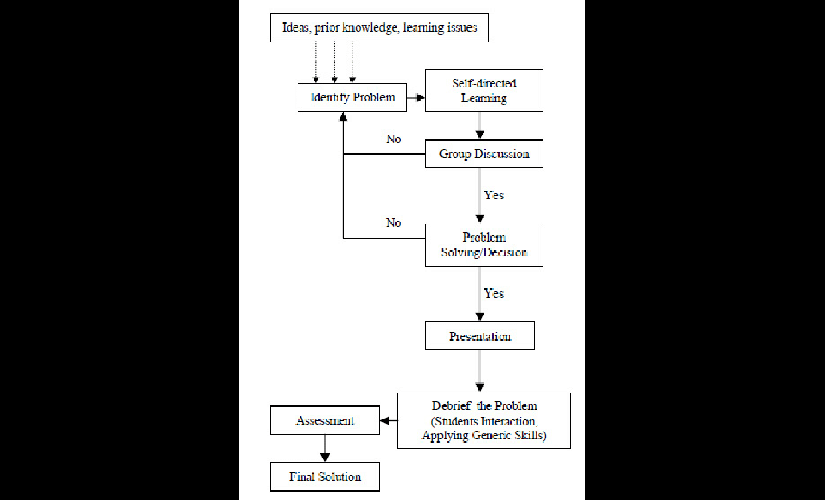 Ideas, prior knowledge, learning issues
Identify Problem
Self-directed
Learning
No
Group Discussion
Yes
No
Problem
Solving/Decision
Yes
Presentation
Debrief the Problem
(Students Interaction,
Applying Generic Skills)
Assessment
Final Solution